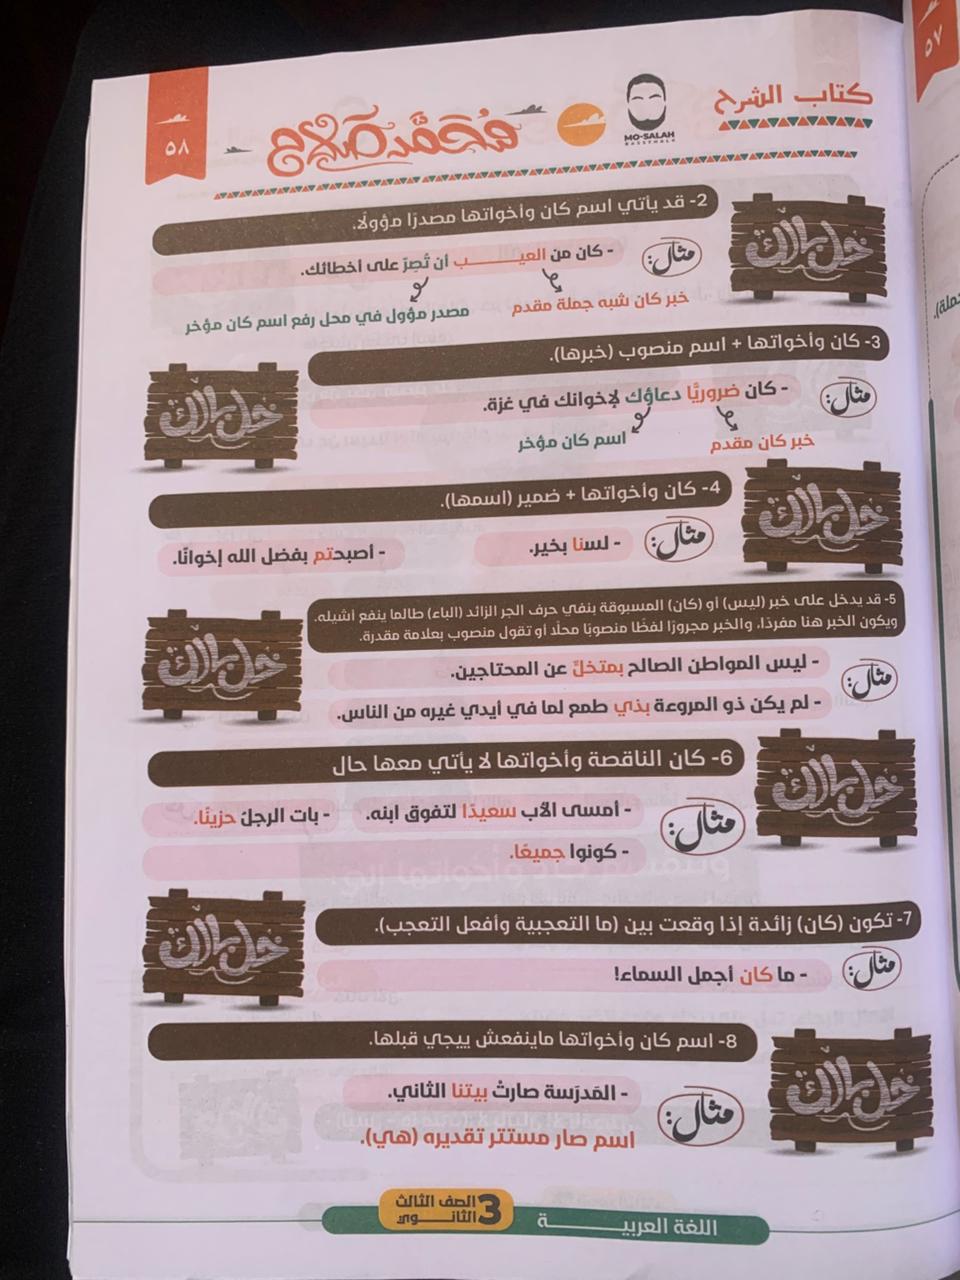 كتاب الشرح
MO-SALAH
محمد صلاح
٥٨
٥٧
2- قد يأتي اسم كان وأخواتها مصدرًا مؤولًا.
خلي بالك
مثال:
- كان من العيـــــب أن تُصِرّ على أخطائك.
خبر كان شبه جملة مقدم
مصدر مؤول في محل رفع اسم كان مؤخر
3- كان وأخواتها + اسم منصوب (خبرها).
خلي بالك
مثال:
- كان ضروريًّا دعاؤك لإخوانك في غزة.
خبر كان مقدم
اسم كان مؤخر
4- كان وأخواتها + ضمير (اسمها).
خلي بالك
مثال:
- لسنا بخير.
- أصبحتم بفضل الله إخوانًا.
5- قد يدخل على خبر (ليس) أو (كان) المسبوقة بنفي حرف الجر الزائد (الباء) طالما ينفع أشيله.
ويكون الخبر هنا مفردًا، والخبر مجرورًا لفظًا منصوبًا محلًا أو تقول منصوب بعلامة مقدرة.
خلي بالك
مثال:
- ليس المواطن الصالح بمتخلٍّ عن المحتاجين.
- لم يكن ذو المروءة بذي طمع لما في أيدي غيره من الناس.
6- كان الناقصة وأخواتها لا يأتي معها حال
خلي بالك
مثال:
- أمسى الأب سعيدًا لتفوق ابنه.
- بات الرجل حزينًا.
- كونوا جميعًا.
7- تكون (كان) زائدة إذا وقعت بين (ما التعجبية وأفعل التعجب).
خلي بالك
مثال:
- ما كان أجمل السماء!
8- اسم كان وأخواتها ماينفعش ييجي قبلها.
خلي بالك
مثال:
- المَدرَسة صارتْ بيتنا الثاني.
اسم صار مستتر تقديره (هي).
اللغة العربيـــــة
3 الصف الثالث الثانـــوي